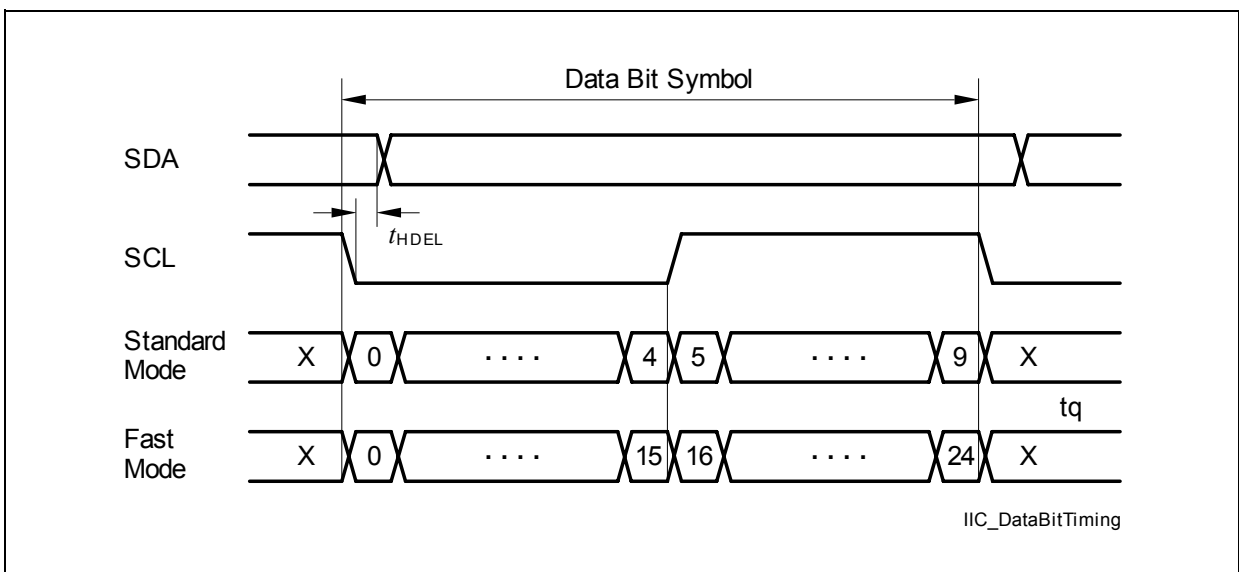 Data Bit Symbol
SDA
tHDEL
SCL
Standard
Mode
X 0 . . . . 4 5 . . . . 9 X
tq
Fast
Mode
X 0 . . . . 15 16 . . . . 24 X
IIC_DataBitTiming